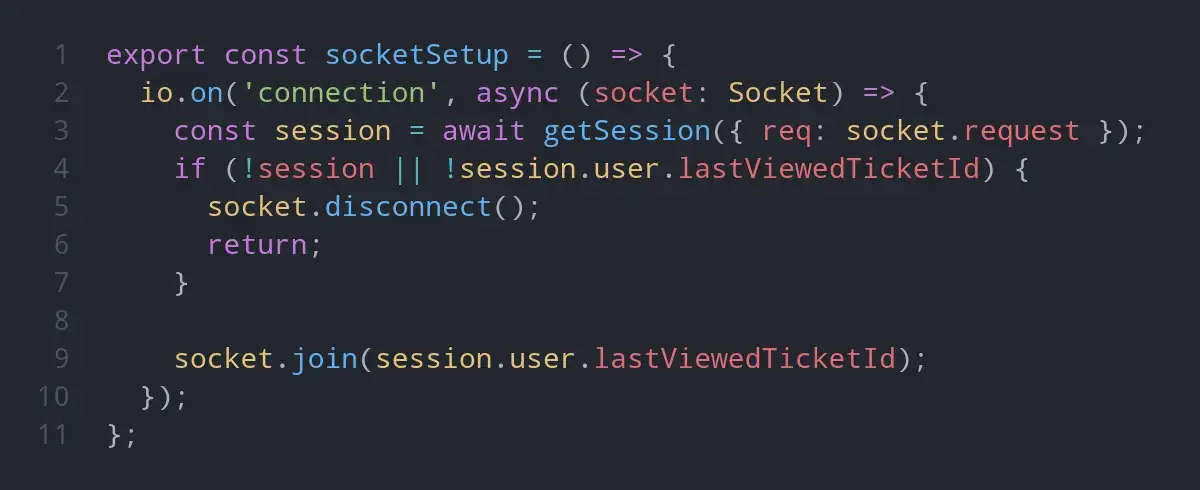 1 export const socketSetup = () => {
2   io.on('connection', async (socket: Socket) => {
3     const session = await getSession({ req: socket.request });
4     if (!session || !session.user.lastViewedTicketId) {
5       socket.disconnect();
6       return;
7     }
8
9     socket.join(session.user.lastViewedTicketId);
10   });
11 };